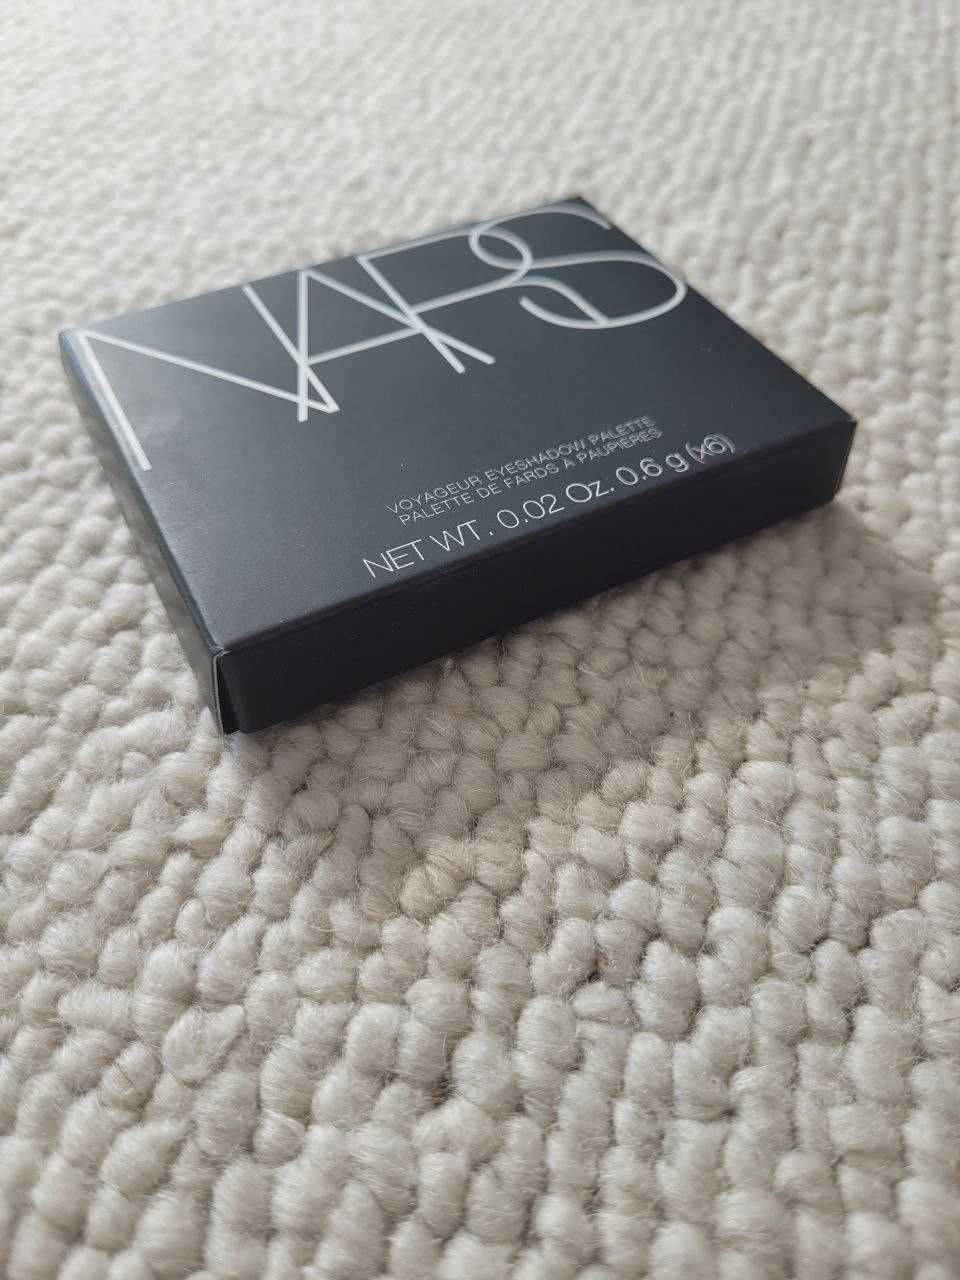 NARS
VOYAGEUR EYESHADOW PALETTE
PALETTE DE FARDS À PAUPIÈRES
NET WT. 0.02 Oz. 0.6 g (x6)